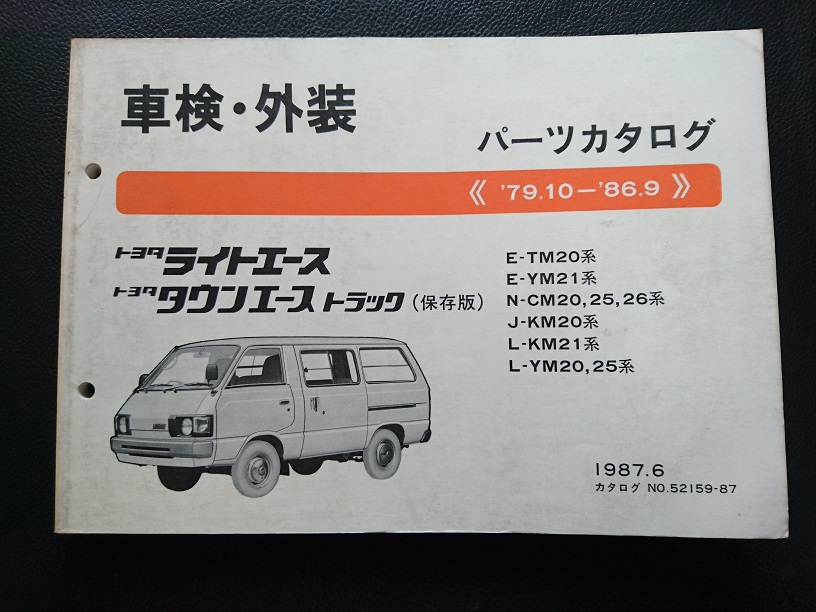 車検・外装
パーツカタログ
《 '79.10－'86.9 》
トヨタ ライトエース
トヨタ タウンエース トラック (保存版)
E-TM20系
E-YM21系
N-CM20,25,26系
J-KM20系
L-KM21系
L-YM20,25系
1987.6
カタログ NO.52159-87